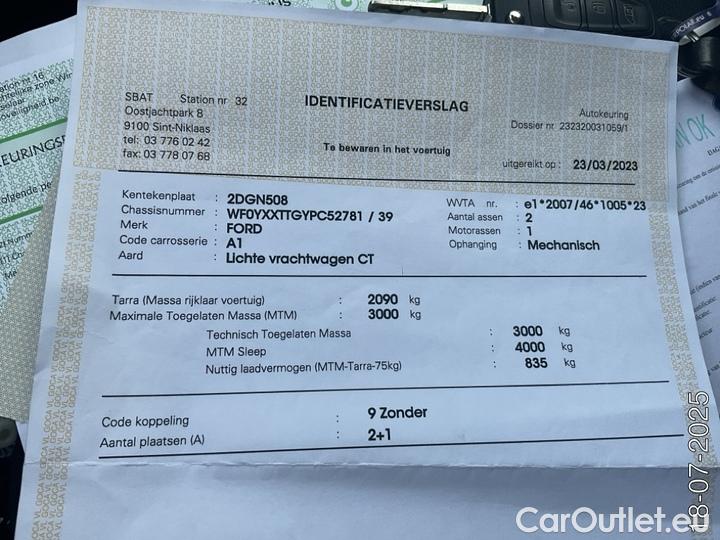 IDENTIFICATIEVERSLAG
SBAT Station nr 32
Oostjachtpark 8
9100 Sint-Niklaas
tel: 03 776 02 42
fax: 03 778 07 68
Te bewaren in het voertuig
Autokeuring
Dossier nr 232320031059/1
uitgereikt op : 23/03/2023
Kentekenplaat : 2DGN508
Chassisnummer : WF0YXXTTGYPC52781 / 39
Merk : FORD
Code carrosserie : A1
Aard : Lichte vrachtwagen CT
WVTA nr. : e1*2007/46*1005*23
Aantal assen : 2
Motorassen : 1
Ophanging : Mechanisch
Tarra (Massa rijklaar voertuig) : 2090 kg
Maximale Toegelaten Massa (MTM) : 3000 kg
Technisch Toegelaten Massa : 3000 kg
MTM Sleep : 4000 kg
Nuttig laadvermogen (MTM-Tarra-75kg) : 835 kg
Code koppeling : 9 Zonder
Aantal plaatsen (A) : 2+1
18-07-2025
CarOutlet.eu